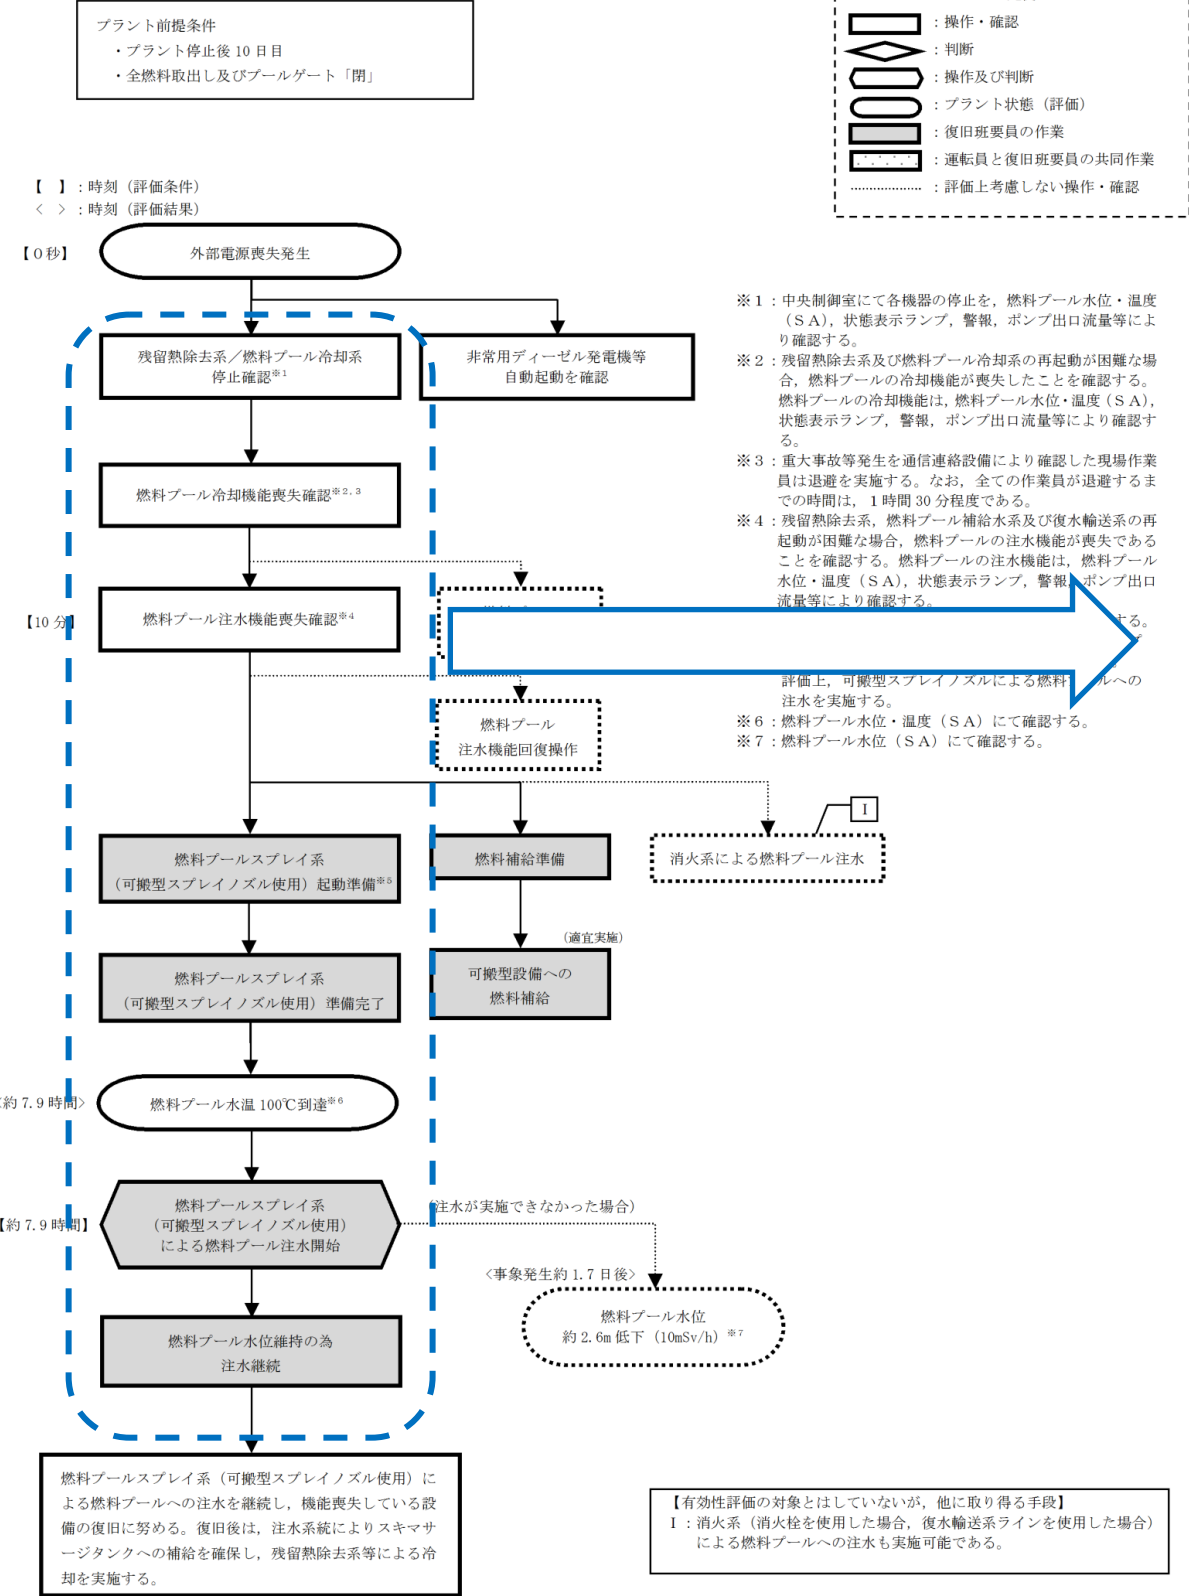 プラント前提条件
・プラント停止後10日目
・全燃料取出し及びプールゲート「閉」
：操作・確認
：判断
：操作及び判断
：プラント状態（評価）
：復旧班要員の作業
：運転員と復旧班要員の共同作業
：評価上考慮しない操作・確認
【　】：時刻（評価条件）
＜　＞：時刻（評価結果）
【０秒】
外部電源喪失発生
残留熱除去系／燃料プール冷却系
停止確認※1
非常用ディーゼル発電機等
自動起動を確認
燃料プール冷却機能喪失確認※2,3
【10分】
燃料プール注水機能喪失確認※4
燃料プール
注水機能回復操作
燃料プールスプレイ系
（可搬型スプレイノズル使用）起動準備※5
燃料補給準備
消火系による燃料プール注水
Ｉ
燃料プールスプレイ系
（可搬型スプレイノズル使用）準備完了
（適宜実施）
可搬型設備への
燃料補給
約7.9時間＞
燃料プール水温100℃到達※6
【約7.9時間】
燃料プールスプレイ系
（可搬型スプレイノズル使用）
による燃料プール注水開始
（注水が実施できなかった場合）
＜事象発生約1.7日後＞
燃料プール水位
約2.6m低下（10mSv/h）※7
燃料プール水位維持の為
注水継続
燃料プールスプレイ系（可搬型スプレイノズル使用）に
よる燃料プールへの注水を継続し，機能喪失している設
備の復旧に努める。復旧後は，注水系統によりスキマサ
ージタンクへの補給を確保し，残留熱除去系等による冷
却を実施する。
※１：中央制御室にて各機器の停止を，燃料プール水位・温度
（ＳＡ），状態表示ランプ，警報，ポンプ出口流量等によ
り確認する。
※２：残留熱除去系及び燃料プール冷却系の再起動が困難な場
合，燃料プールの冷却機能が喪失したことを確認する。
燃料プールの冷却機能は，燃料プール水位・温度（ＳＡ），
状態表示ランプ，警報，ポンプ出口流量等により確認す
る。
※３：重大事故等発生を通信連絡設備により確認した現場作業
員は退避を実施する。なお，全ての作業員が退避するま
での時間は，１時間30分程度である。
※４：残留熱除去系，燃料プール補給水系及び復水輸送系の再
起動が困難な場合，燃料プールの注水機能が喪失である
ことを確認する。燃料プールの注水機能は，燃料プール
水位・温度（ＳＡ），状態表示ランプ，警報，ポンプ出口
流量等により確認する。
する。
評価上，可搬型スプレイノズルによる燃料プールへの
注水を実施する。
※６：燃料プール水位・温度（ＳＡ）にて確認する。
※７：燃料プール水位（ＳＡ）にて確認する。
【有効性評価の対象とはしていないが，他に取り得る手段】
Ｉ：消火系（消火栓を使用した場合，復水輸送系ラインを使用した場合）
による燃料プールへの注水も実施可能である。